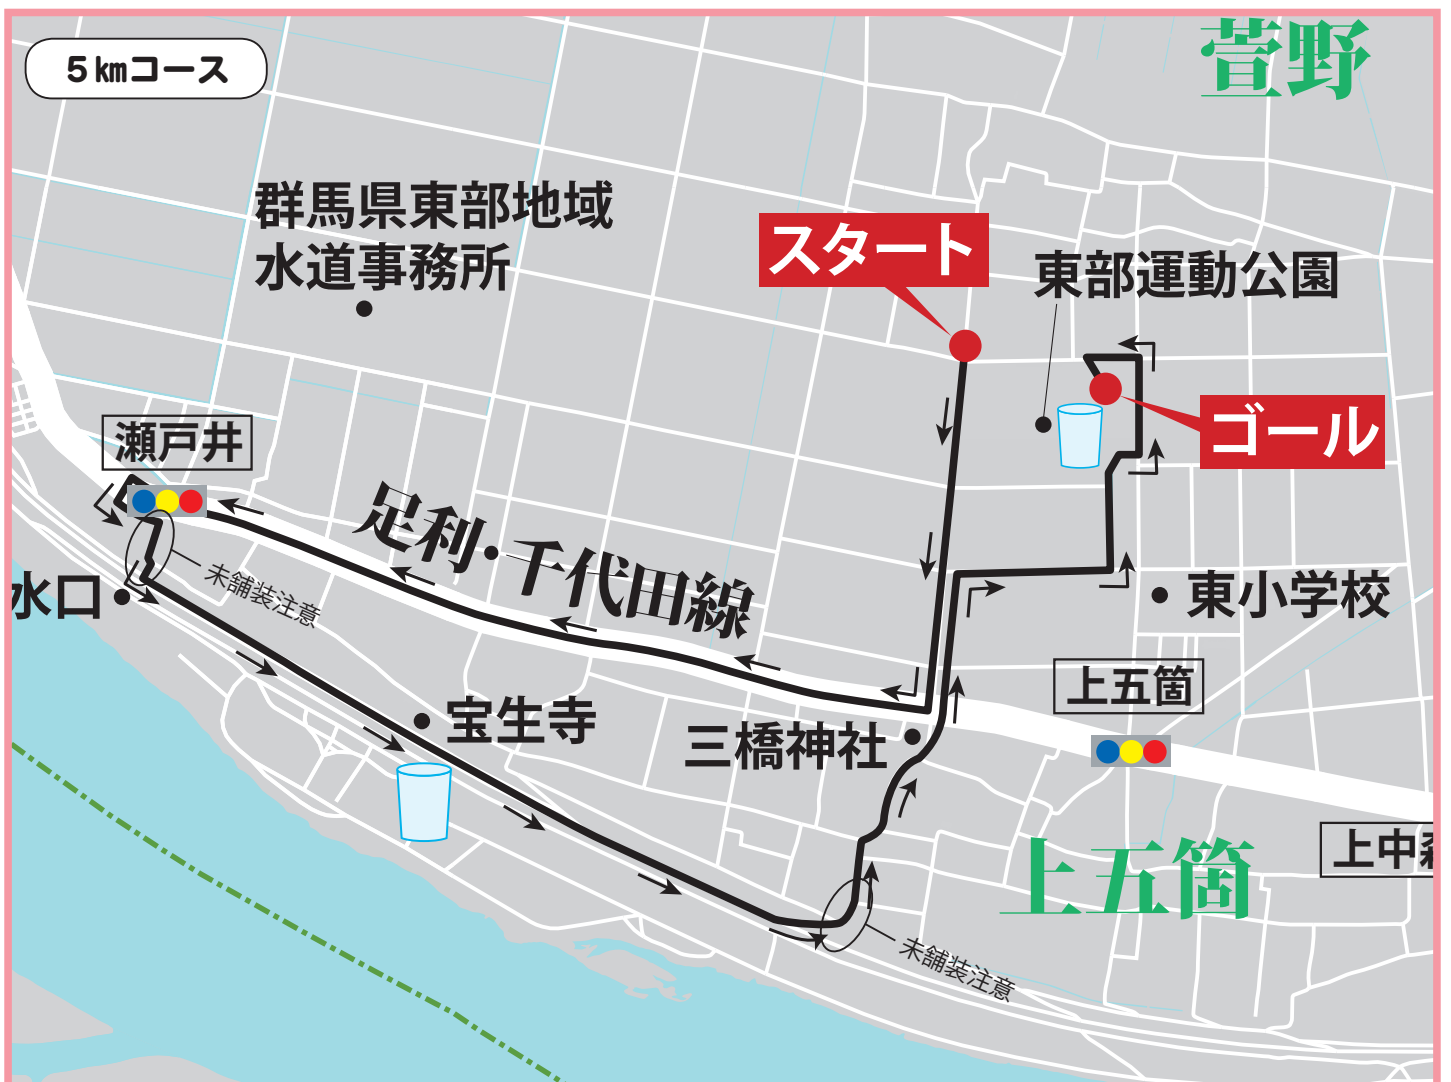 5kmコース
萱野
群馬県東部地域
水道事務所
スタート
東部運動公園
ゴール
瀬戸井
足利・千代田線
水口
未舗装注意
東小学校
上五箇
宝生寺
三橋神社
上中森
上五箇
未舗装注意